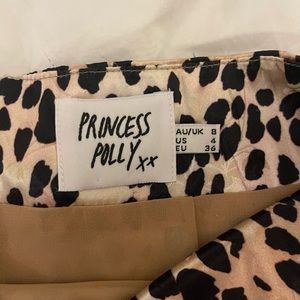 PRINCESS
POLLY xx
AU/UK 8
US 4
EU 36